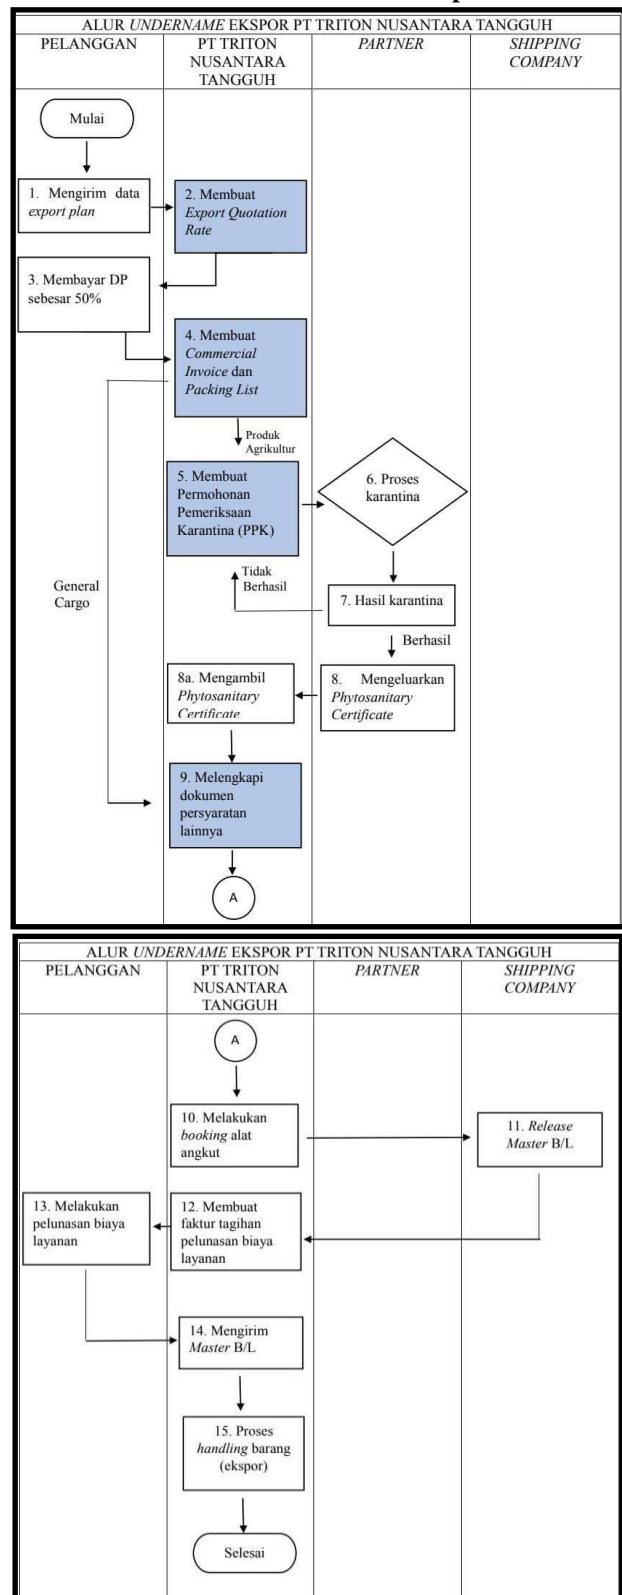 ALUR UNDERNAME EKSPOR PT TRITON NUSANTARA TANGGUH
PELANGGAN
PT TRITON
NUSANTARA
TANGGUH
PARTNER
SHIPPING
COMPANY
Mulai
1. Mengirim data
export plan
2. Membuat
Export Quotation
Rate
3. Membayar DP
sebesar 50%
4. Membuat
Commercial
Invoice dan
Packing List
Produk
Agrikultur
5. Membuat
Permohonan
Pemeriksaan
Karantina (PPK)
6. Proses
karantina
Tidak
Berhasil
General
Cargo
7. Hasil karantina
Berhasil
8a. Mengambil
Phytosanitary
Certificate
8. Mengeluarkan
Phytosanitary
Certificate
9. Melengkapi
dokumen
persyaratan
lainnya
A
ALUR UNDERNAME EKSPOR PT TRITON NUSANTARA TANGGUH
PELANGGAN
PT TRITON
NUSANTARA
TANGGUH
PARTNER
SHIPPING
COMPANY
A
10. Melakukan
booking alat
angkut
11. Release
Master B/L
13. Melakukan
pelunasan biaya
layanan
12. Membuat
faktur tagihan
pelunasan biaya
layanan
14. Mengirim
Master B/L
15. Proses
handling barang
(ekspor)
Selesai